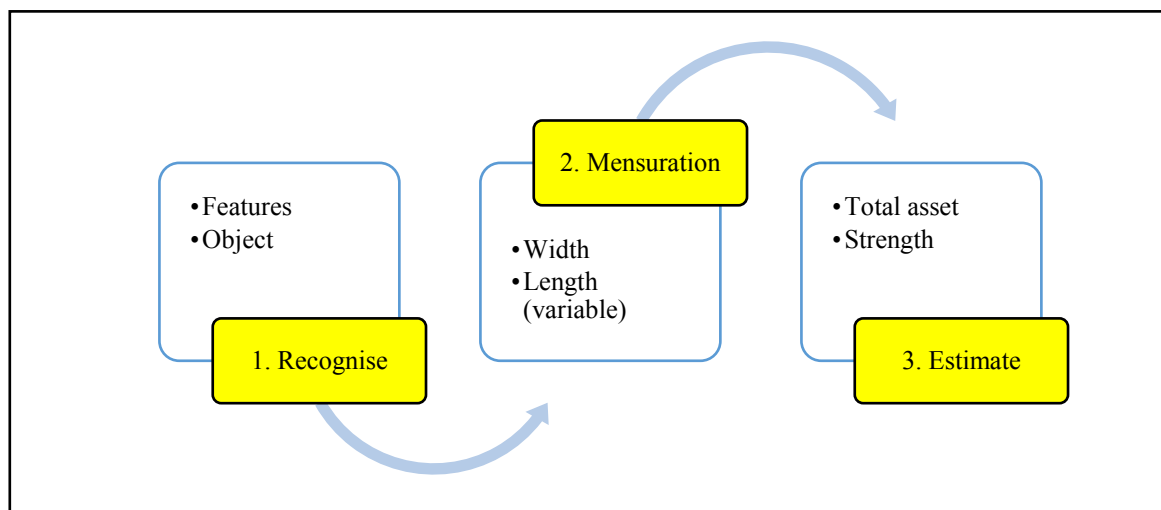 •Features
•Object
1. Recognise
2. Mensuration
•Width
•Length
(variable)
•Total asset
•Strength
3. Estimate